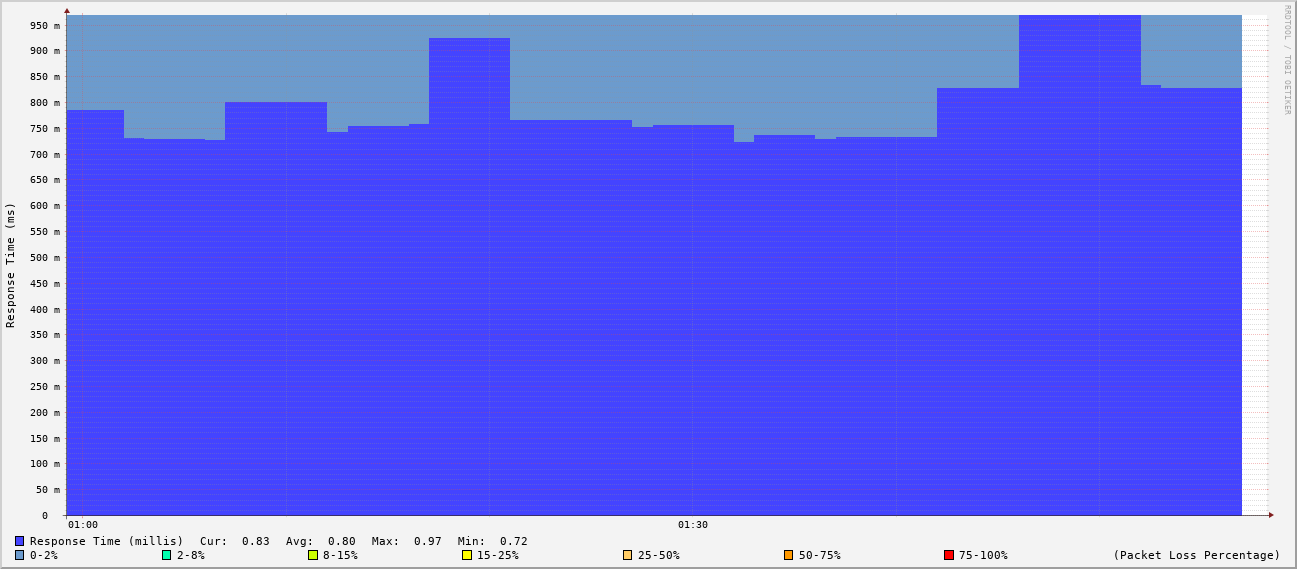 RRDTOOL / TOBI OETIKER
Response Time (ms)
950 m
900 m
850 m
800 m
750 m
700 m
650 m
600 m
550 m
500 m
450 m
400 m
350 m
300 m
250 m
200 m
150 m
100 m
50 m
0
01:00 01:30
Response Time (millis) Cur: 0.83 Avg: 0.80 Max: 0.97 Min: 0.72
0-2% 2-8% 8-15% 15-25% 25-50% 50-75% 75-100% (Packet Loss Percentage)